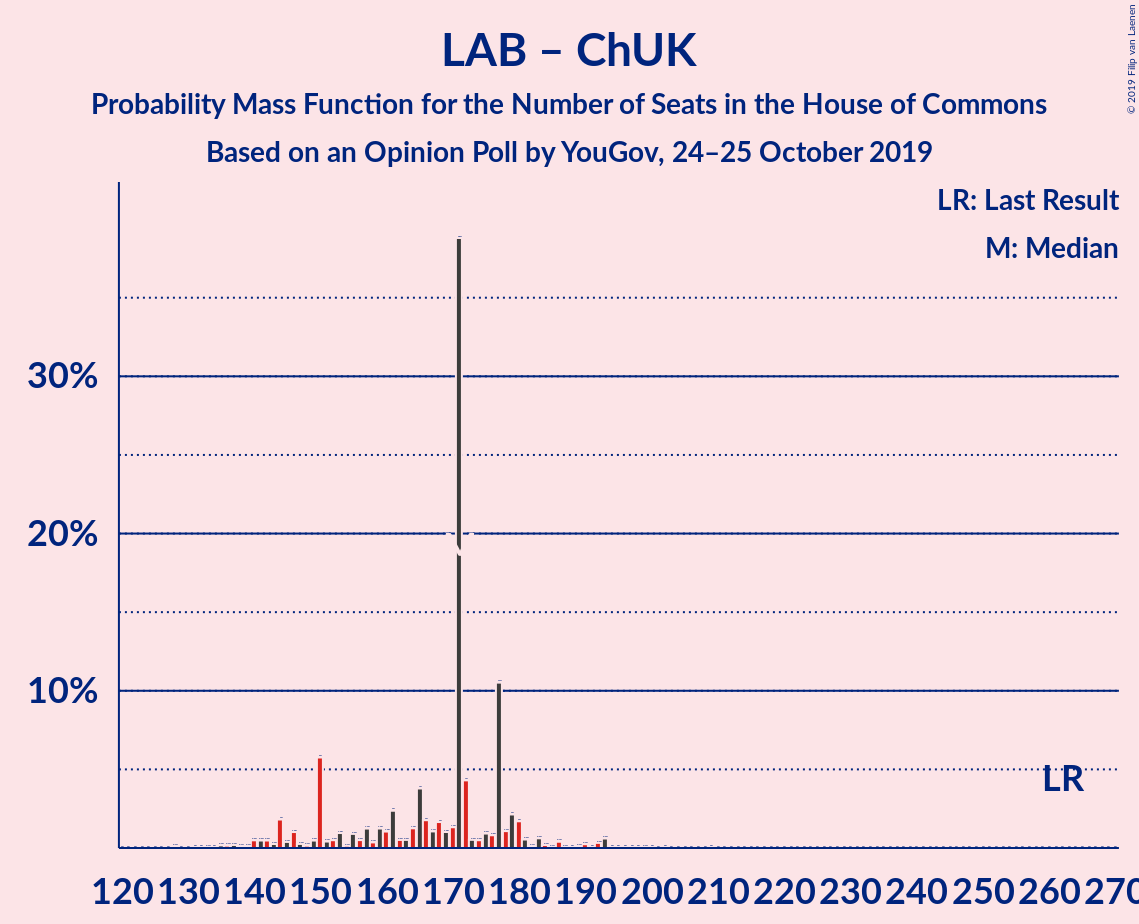 LAB – ChUK
Probability Mass Function for the Number of Seats in the House of Commons
Based on an Opinion Poll by YouGov, 24–25 October 2019
© 2019 Filip van Laenen
LR: Last Result
M: Median
30%
20%
10%
LR
120 130 140 150 160 170 180 190 200 210 220 230 240 250 260 270